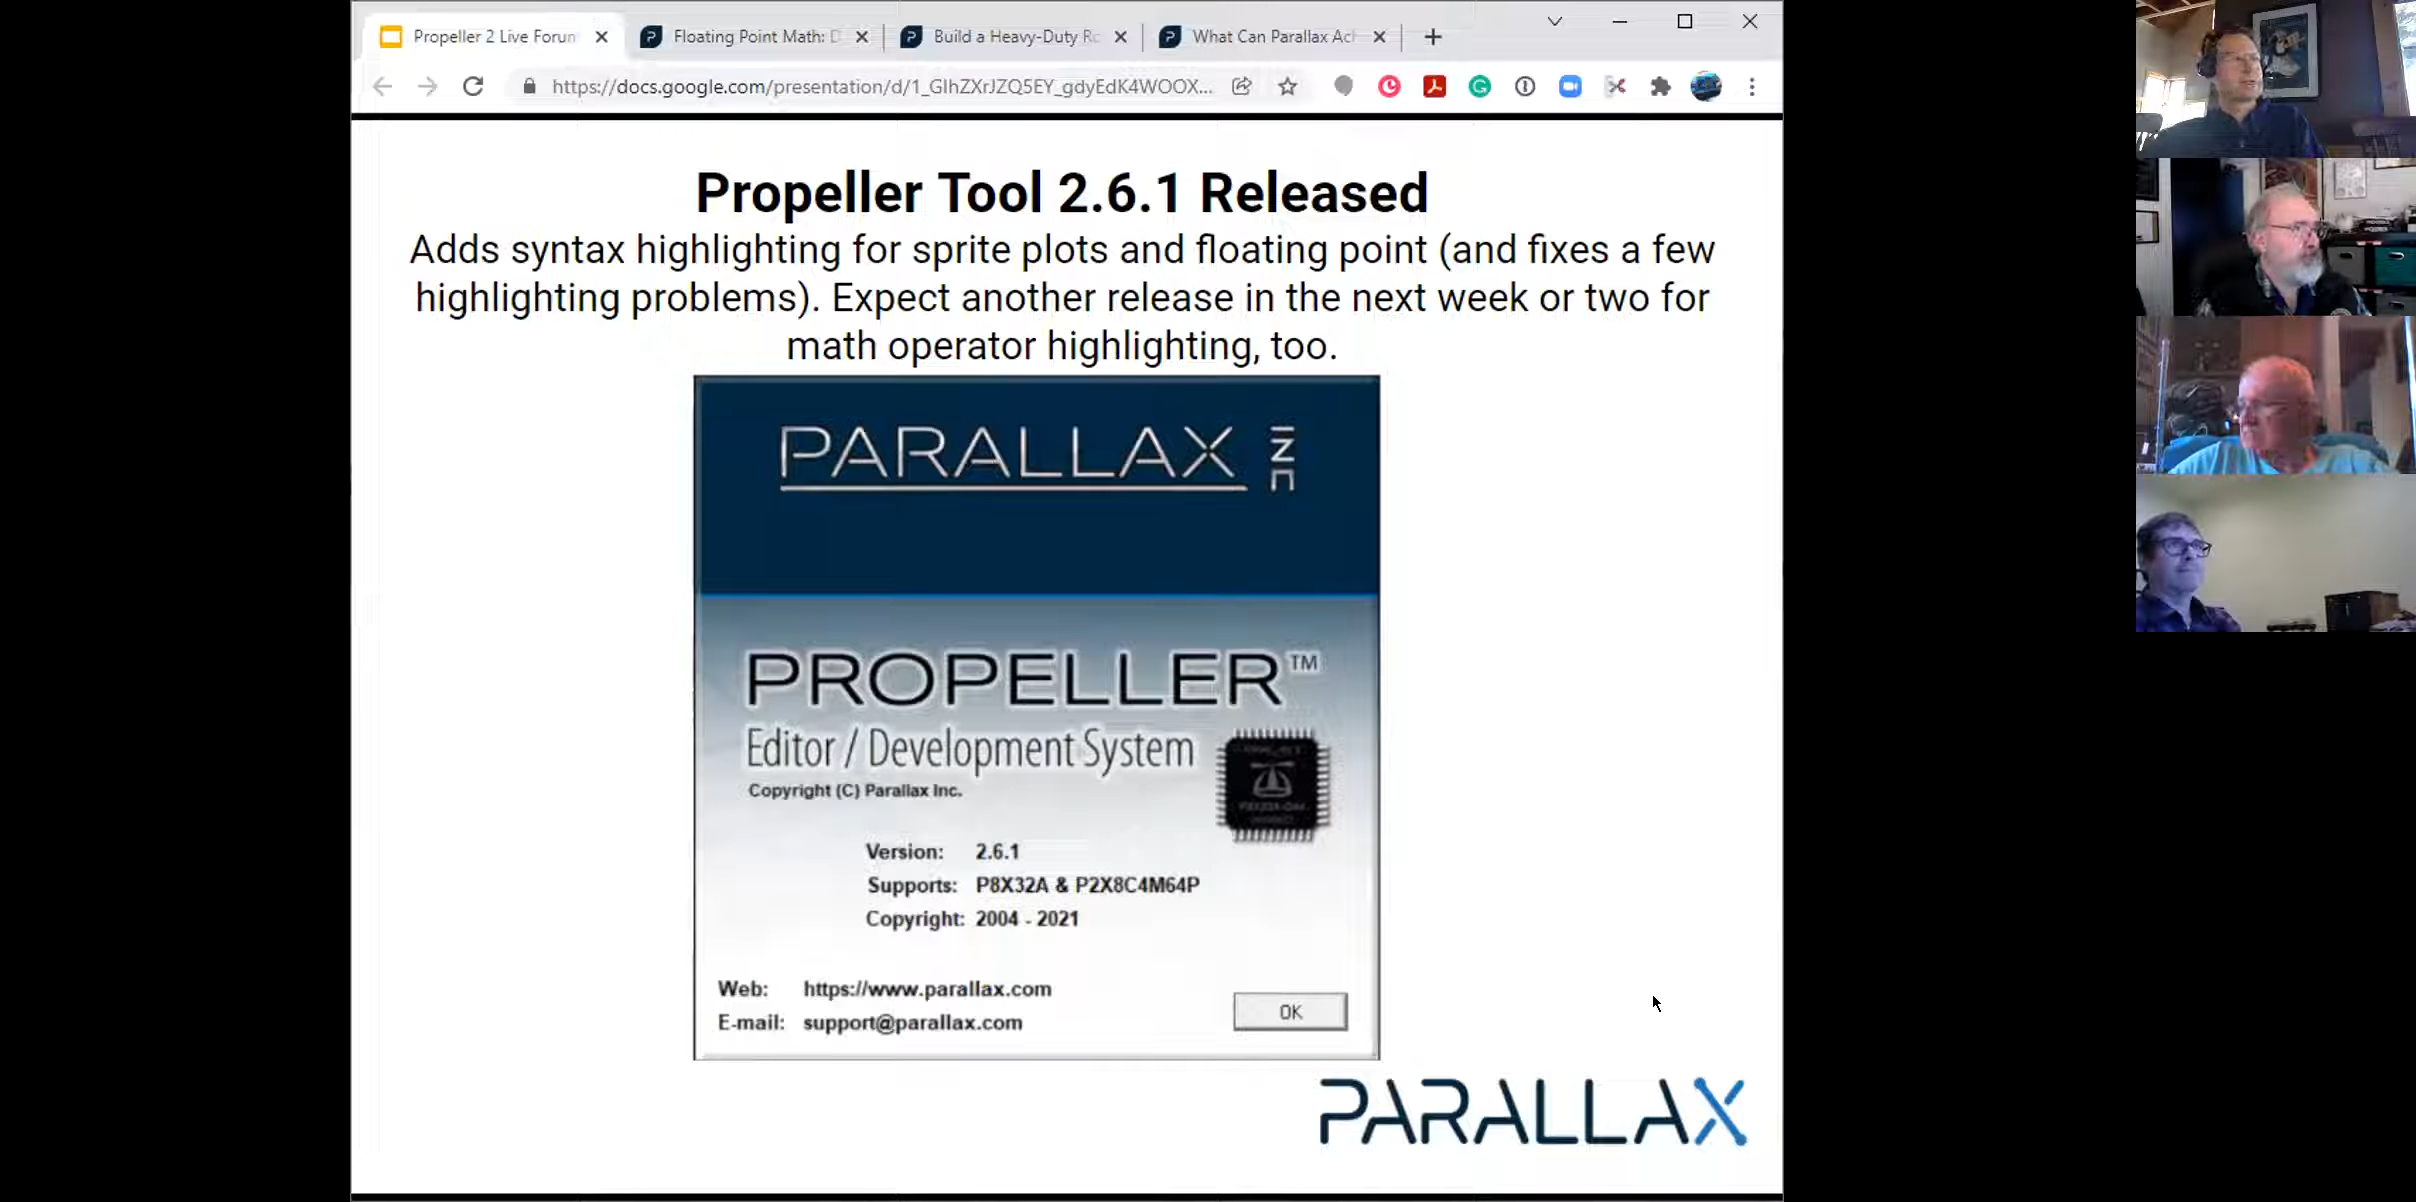 Propeller 2 Live Forum
Floating Point Math: D
Build a Heavy-Duty Ro
What Can Parallax Ac
https://docs.google.com/presentation/d/1_GIhZXrJZQ5EY_gdyEdK4WOOX...
Propeller Tool 2.6.1 Released
Adds syntax highlighting for sprite plots and floating point (and fixes a few
highlighting problems). Expect another release in the next week or two for
math operator highlighting, too.
PARALLAX INC
PROPELLER™
Editor / Development System
Copyright (C) Parallax Inc.
Version: 2.6.1
Supports: P8X32A & P2X8C4M64P
Copyright: 2004 - 2021
Web: https://www.parallax.com
E-mail: support@parallax.com
OK
PARALLAX